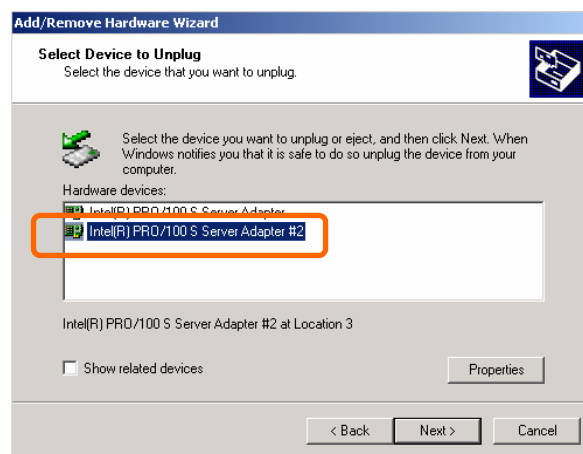 Add/Remove Hardware Wizard
Select Device to Unplug
Select the device that you want to unplug.
Select the device you want to unplug or eject, and then click Next. When
Windows notifies you that it is safe to do so unplug the device from your
computer.
Hardware devices:
Intel(R) PRO/100 S Server Adapter
Intel(R) PRO/100 S Server Adapter #2
Intel(R) PRO/100 S Server Adapter #2 at Location 3
Show related devices
Properties
< Back
Next >
Cancel